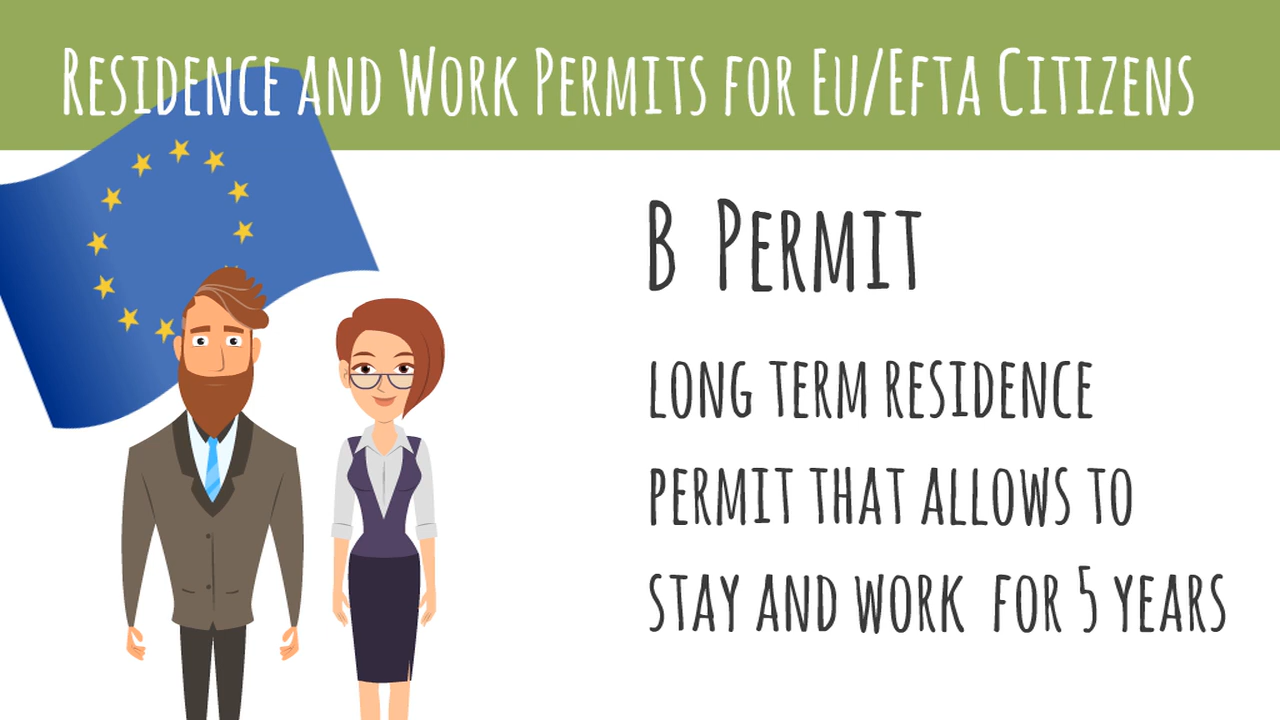 Residence and Work Permits for Eu/Efta Citizens
B Permit
long term residence
permit that allows to
stay and work for 5 years